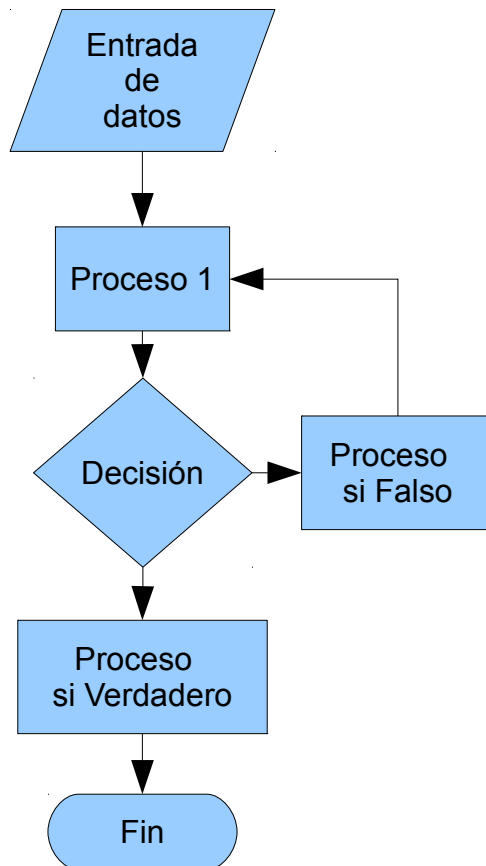 Entrada
de
datos
Proceso 1
Decisión
Proceso
si Falso
Proceso
si Verdadero
Fin